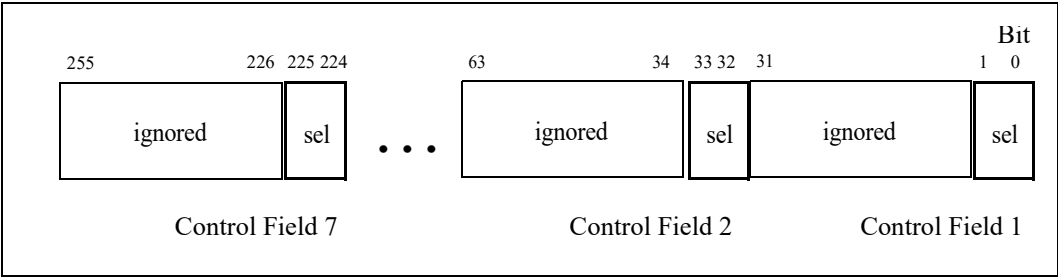 Bit
255 226 225 224 63 34 33 32 31 1 0
ignored sel ... ignored sel ignored sel
Control Field 7 Control Field 2 Control Field 1